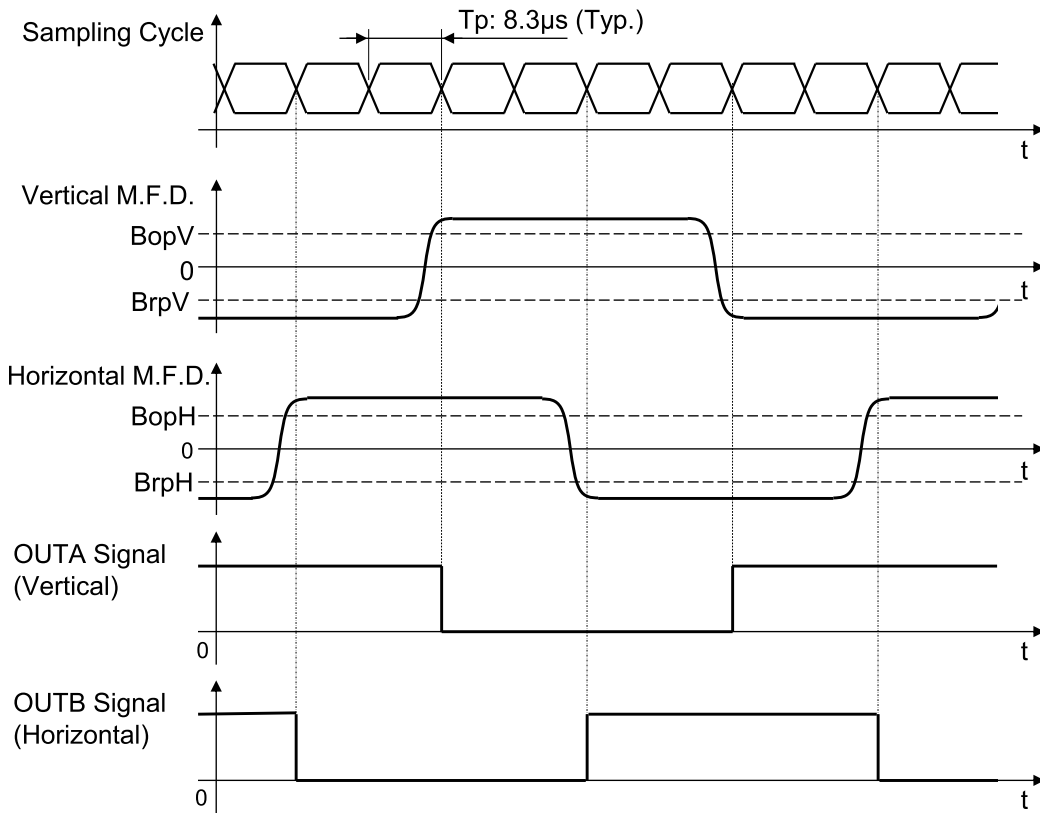 Tp: 8.3µs (Typ.)
Sampling Cycle
t
Vertical M.F.D.
BopV
0
t
BrpV
Horizontal M.F.D.
BopH
0
t
BrpH
OUTA Signal
(Vertical)
0
t
OUTB Signal
(Horizontal)
0
t